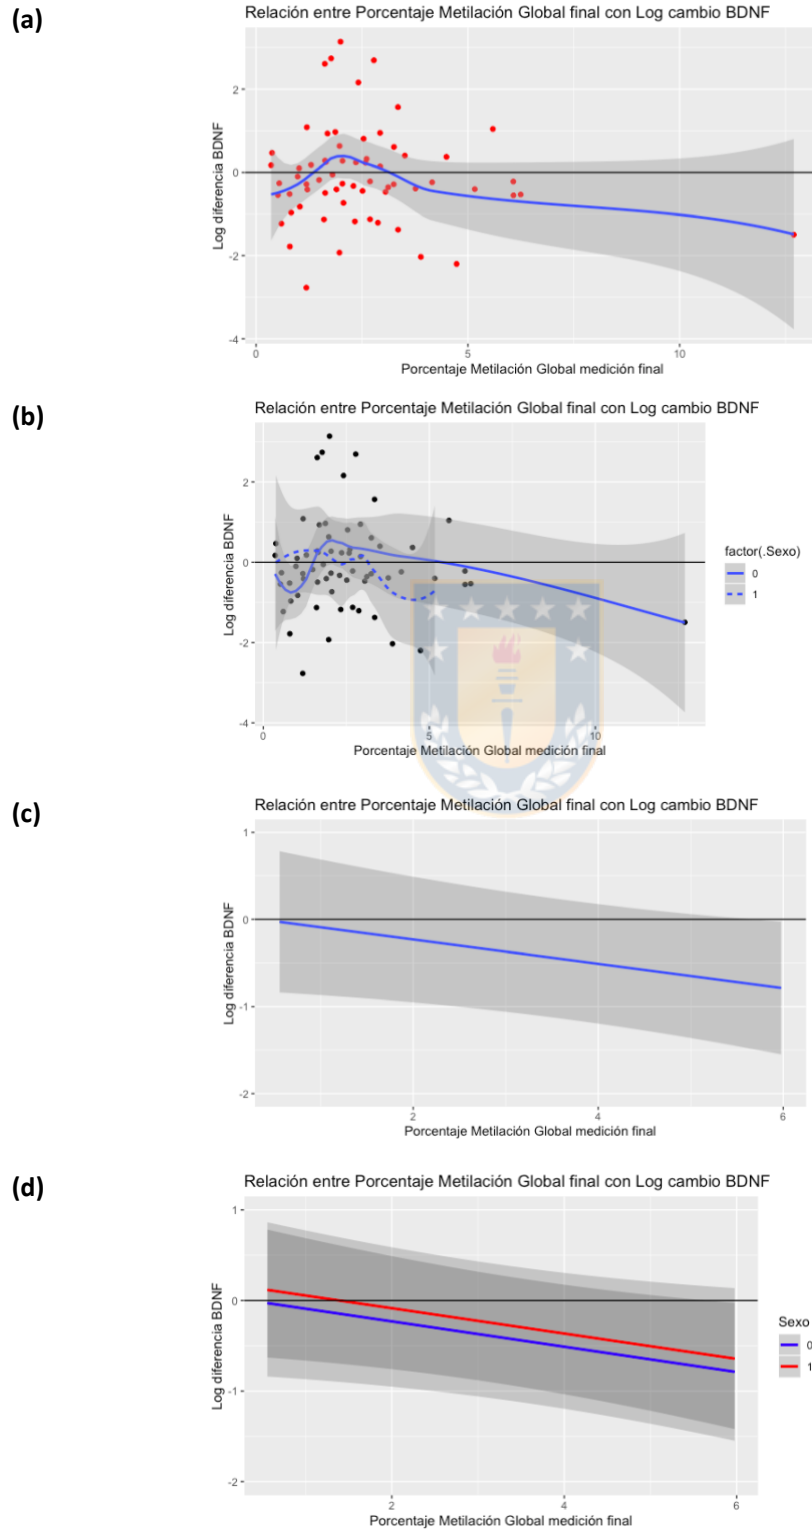 (a)
Relación entre Porcentaje Metilación Global final con Log cambio BDNF
Log diferencia BDNF
2
0
-2
-4
0
5
10
Porcentaje Metilación Global medición final
(b)
Relación entre Porcentaje Metilación Global final con Log cambio BDNF
Log diferencia BDNF
2
0
-2
-4
0
5
10
Porcentaje Metilación Global medición final
factor(.Sexo)
0
1
(c)
Relación entre Porcentaje Metilación Global final con Log cambio BDNF
Log diferencia BDNF
1
0
-1
-2
2
4
6
Porcentaje Metilación Global medición final
(d)
Relación entre Porcentaje Metilación Global final con Log cambio BDNF
Log diferencia BDNF
1
0
-1
-2
2
4
6
Porcentaje Metilación Global medición final
Sexo
0
1